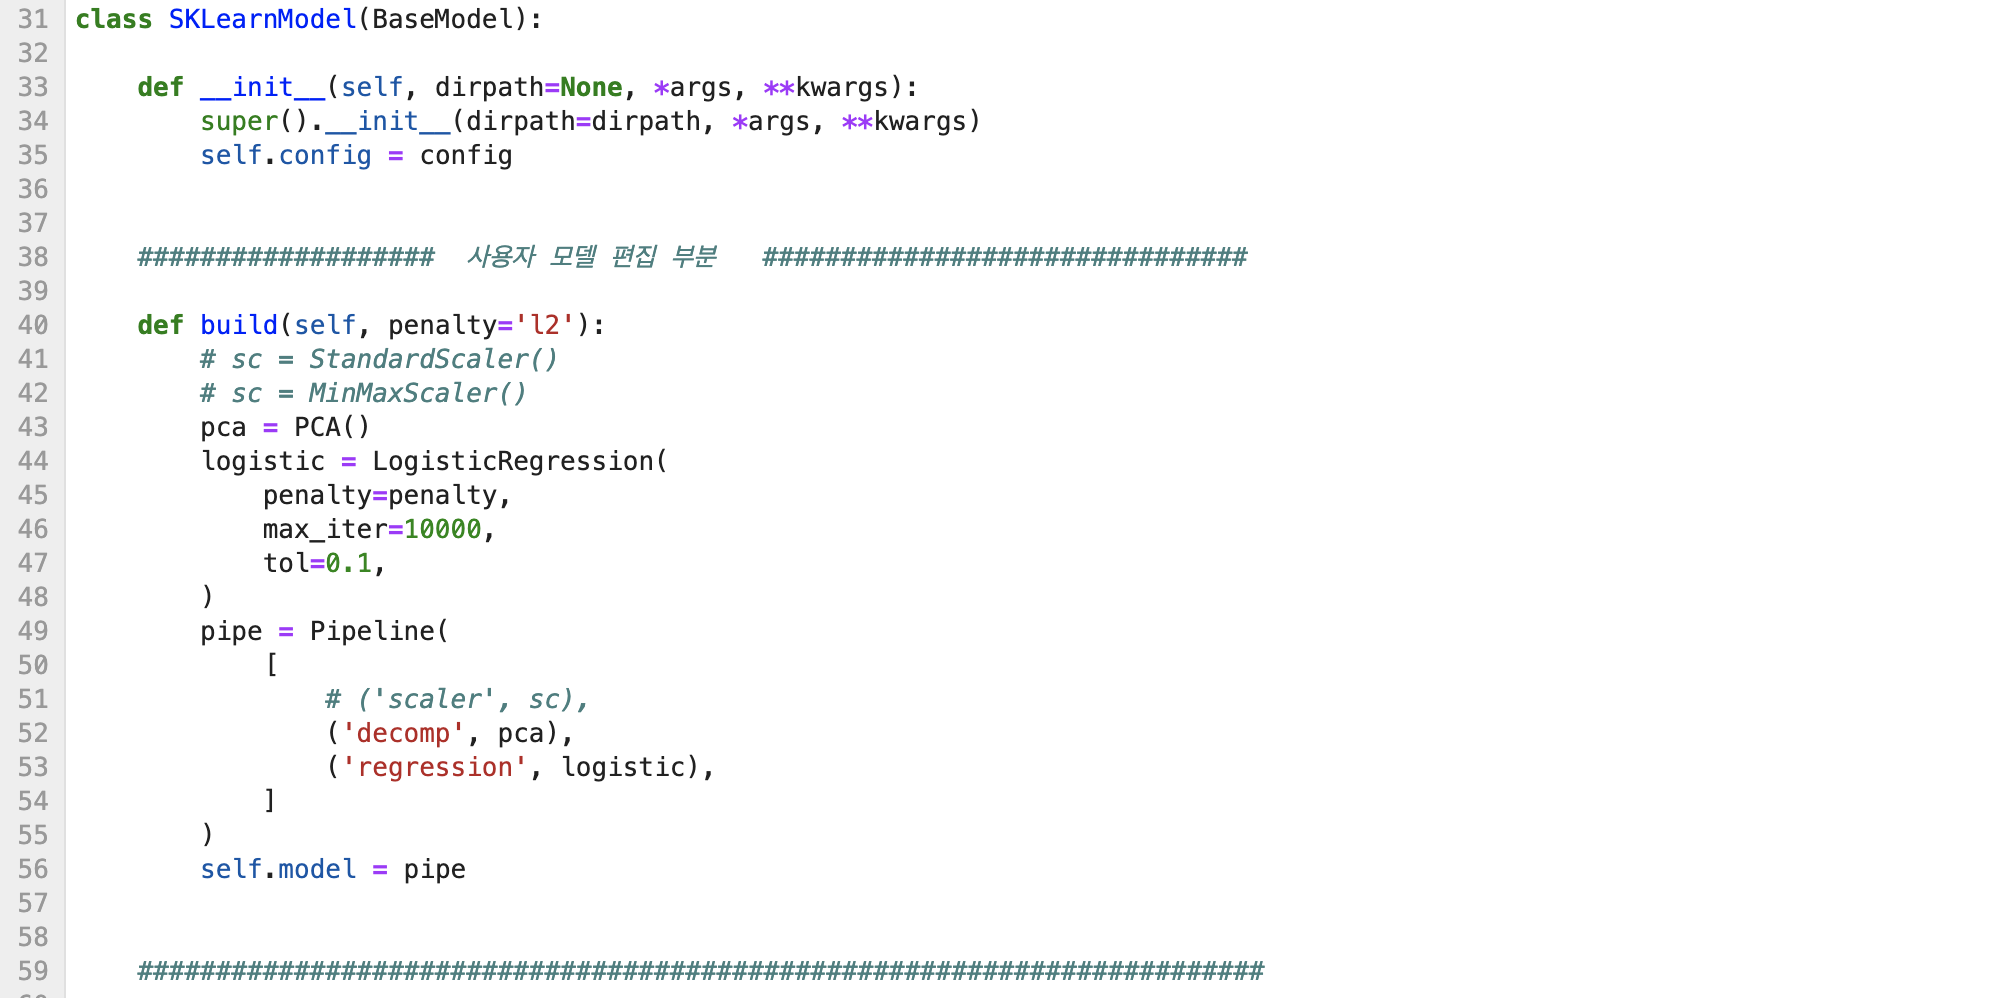 31 class SKLearnModel(BaseModel):
32
33     def __init__(self, dirpath=None, *args, **kwargs):
34         super().__init__(dirpath=dirpath, *args, **kwargs)
35         self.config = config
36
37
38     ###################  사용자 모델 편집 부분   ###############################
39
40     def build(self, penalty='l2'):
41         # sc = StandardScaler()
42         # sc = MinMaxScaler()
43         pca = PCA()
44         logistic = LogisticRegression(
45             penalty=penalty,
46             max_iter=10000,
47             tol=0.1,
48         )
49         pipe = Pipeline(
50             [
51                 # ('scaler', sc),
52                 ('decomp', pca),
53                 ('regression', logistic),
54             ]
55         )
56         self.model = pipe
57
58
59     ########################################################################